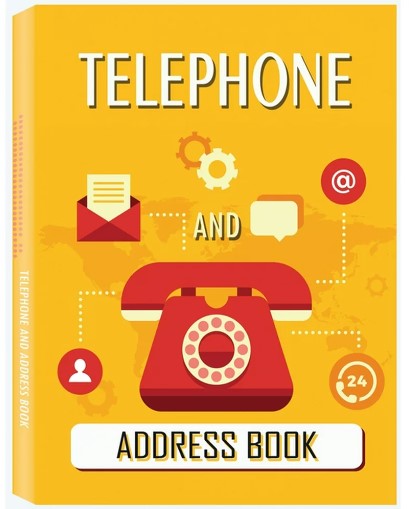 TELEPHONE
@
AND
24
ADDRESS BOOK
TELEPHONE AND ADDRESS BOOK